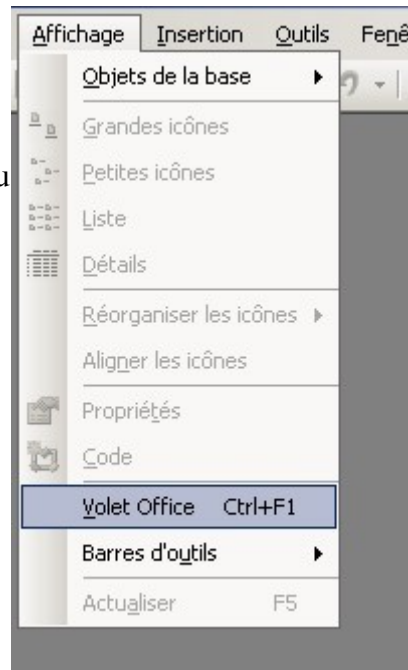 Affichage Insertion Outils Fenê
Objets de la base
Grandes icônes
u
Petites icônes
Liste
Détails
Réorganiser les icônes
Aligner les icônes
Propriétés
Code
Volet Office Ctrl+F1
Barres d'outils
Actualiser F5